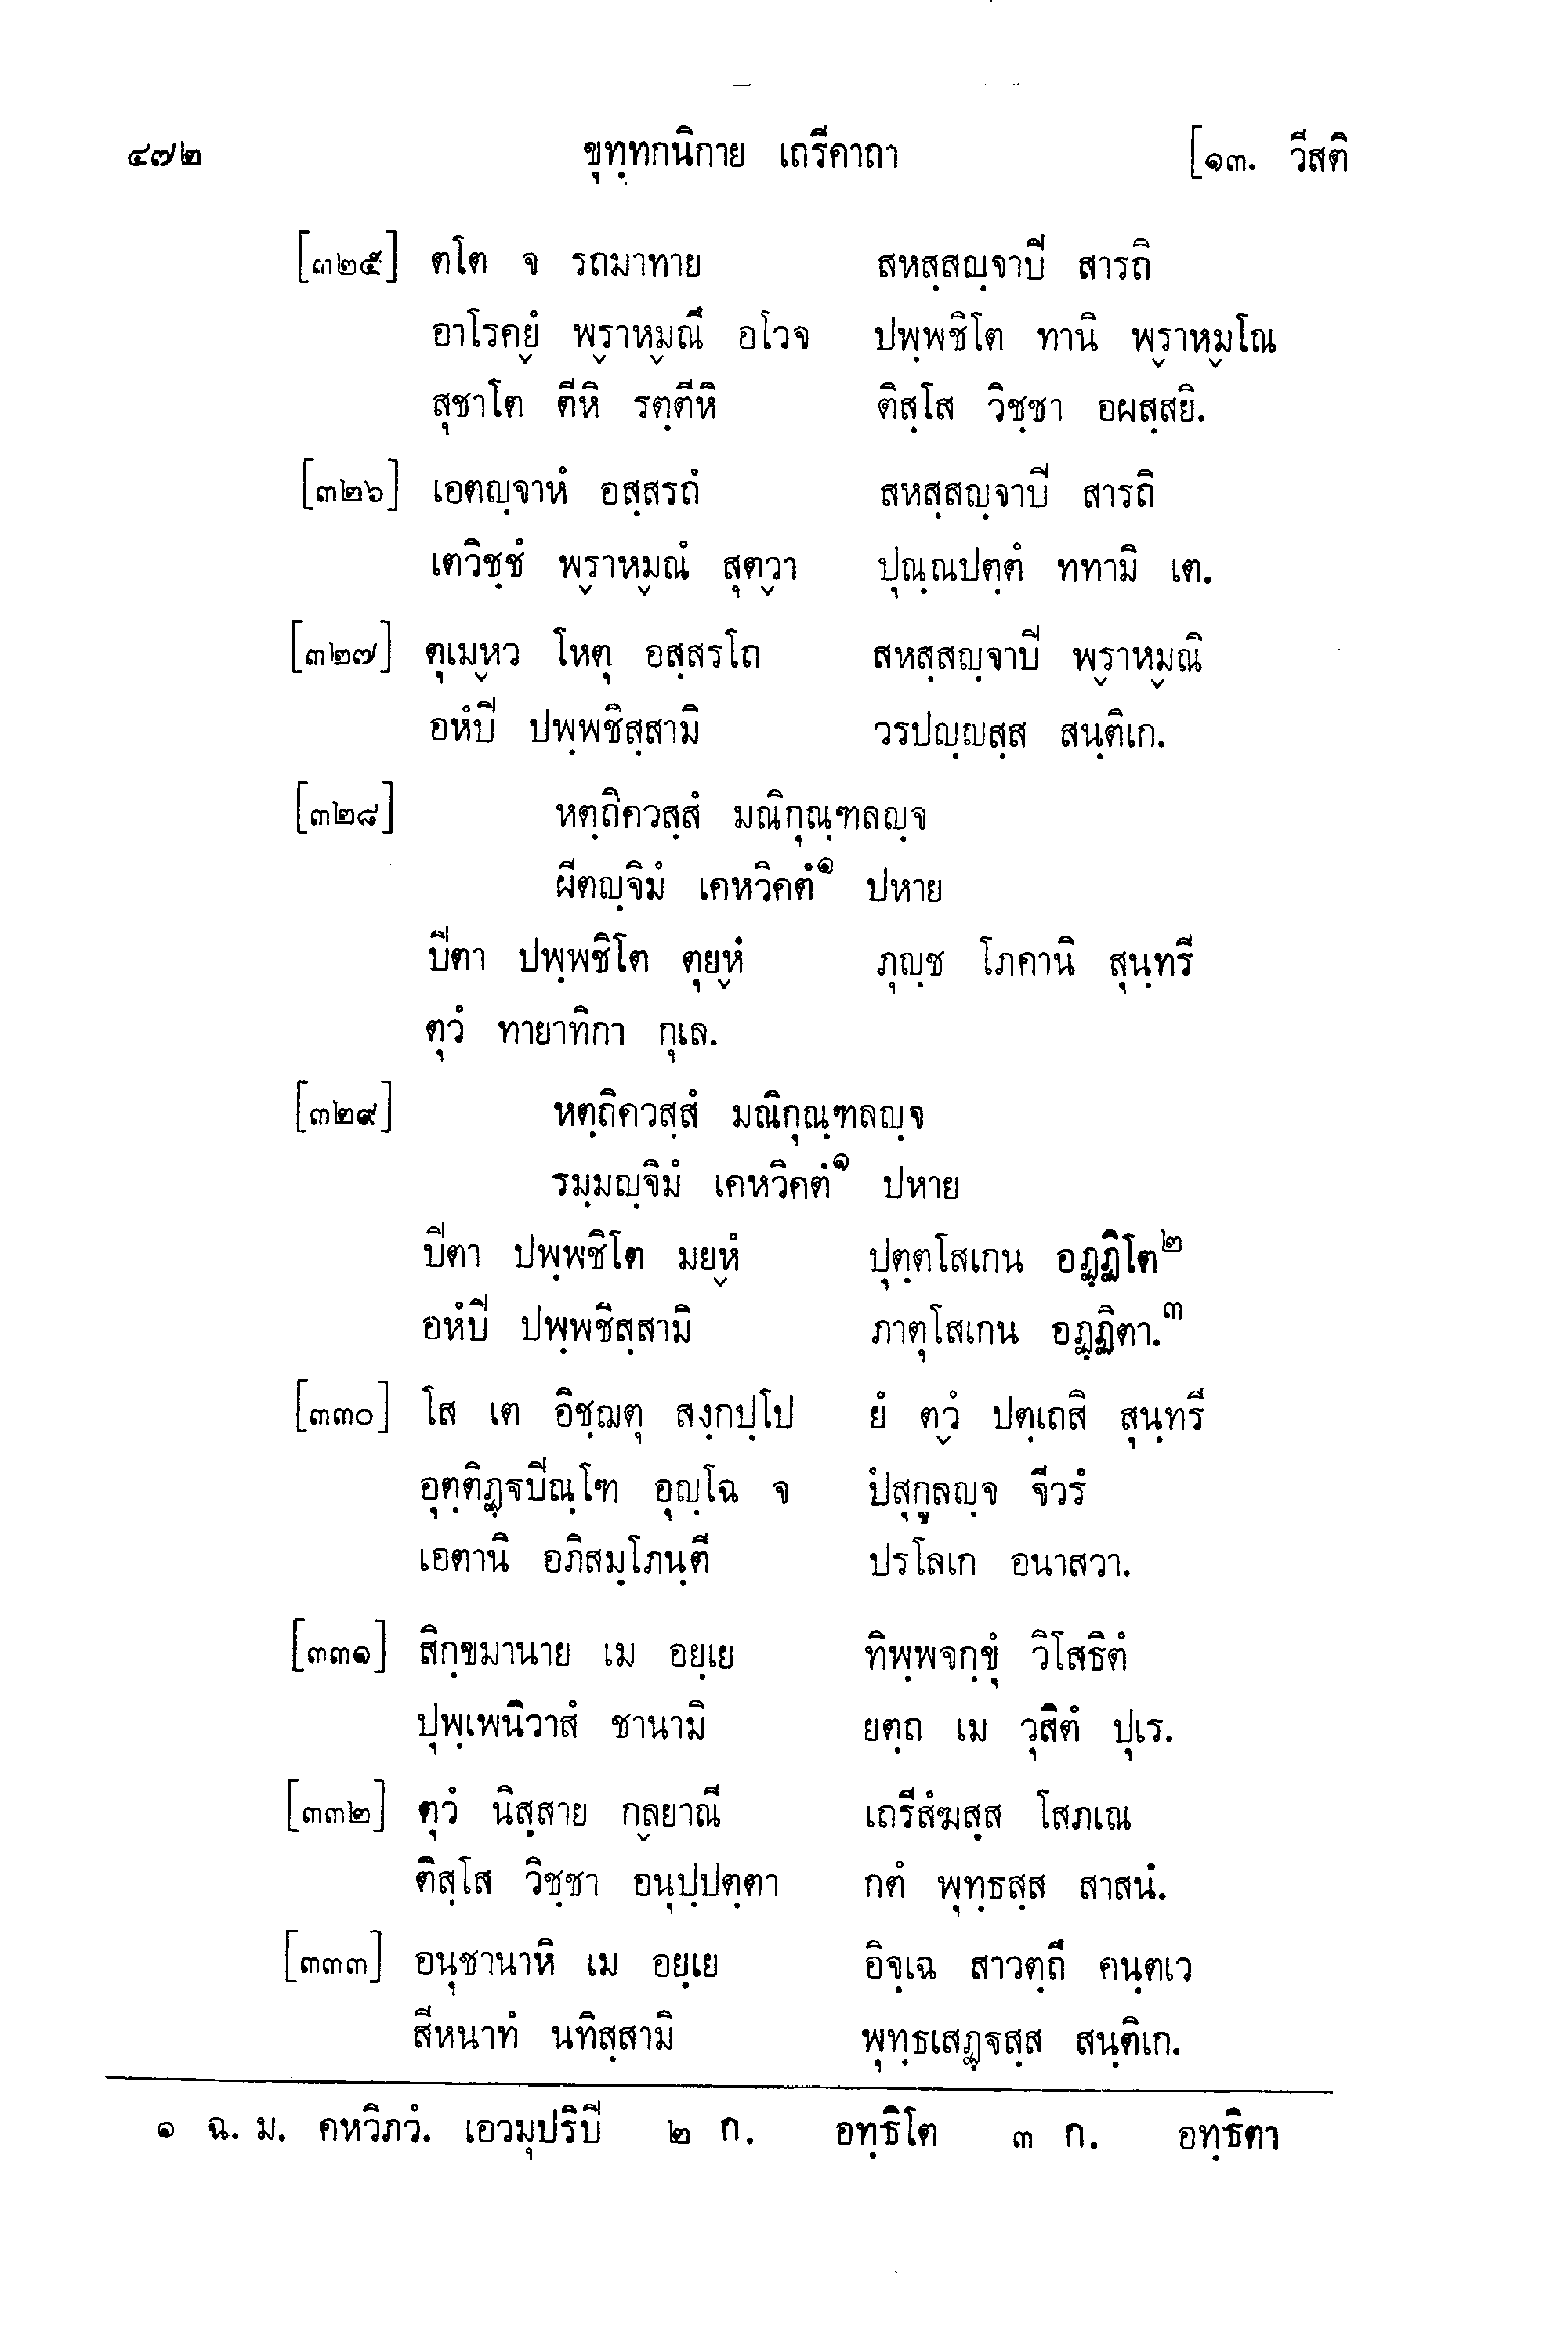 ๔๗๒ ขุทฺทกนิกาย เถรีคาถา [๑๓. วีสติ
[๓๒๕] ตโต จ รถมาทาย สหสฺสญฺจาปิ สารถิ
อาโรคฺยํ พฺราหฺมณึ อโวจ ปพฺพชิโต ทานิ พฺราหฺมโณ
สุชาโต ตีหิ รตฺตีหิ ติสฺโส วิชฺชา อผสฺสยิ.
[๓๒๖] เอตญฺจาหํ อสฺสรถํ สหสฺสญฺจาปิ สารถิ
เตวิชฺชํ พฺราหฺมณํ สุตฺวา ปุณฺณปตฺตํ ททามิ เต.
[๓๒๗] ตุเมฺหว โหตุ อสฺสรโถ สหสฺสญฺจาปิ พฺราหฺมณิ
อหํปิ ปพฺพชิสฺสามิ วรปญฺญสฺส สนฺติเก.
[๓๒๘] หตฺถิควสฺสํ มณิกุณฺฑลญฺจ
ผีตญฺจิมํ เคหวิคตํ๑ ปหาย
ปิตา ปพฺพชิโต ตุยฺหํ ภุญฺช โภคานิ สุนฺทรี
ตุวํ ทายาทิกา กุเล.
[๓๒๙] หตฺถิควสฺสํ มณิกุณฺฑลญฺจ
รมฺมญฺจิมํ เคหวิคตํ๑ ปหาย
ปิตา ปพฺพชิโต มยฺหํ ปุตฺตโสเกน อฏฺฏิโต๒
อหํปิ ปพฺพชิสฺสามิ ภาตุโสเกน อฏฺฏิตา.๓
[๓๓๐] โส เต อิชฺฌตุ สงฺกปฺโป ยํ ตฺวํ ปตฺเถสิ สุนฺทรี
อุตฺติฏฺฐปิณฺโฑ อุญฺโฉ จ ปํสุกูลญฺจ จีวรํ
เอตานิ อภิสมฺโภนฺตี ปรโลเก อนาสวา.
[๓๓๑] สิกฺขมานาย เม อยฺเย ทิพฺพจกฺขุํ วิโสธิตํ
ปุพฺเพนิวาสํ ชานามิ ยตฺถ เม วุสิตํ ปุเร.
[๓๓๒] ตุวํ นิสฺสาย กลฺยาณี เถรีสํฆสฺส โสภเณ
ติสฺโส วิชฺชา อนุปฺปตฺตา กตํ พุทฺธสฺส สาสนํ.
[๓๓๓] อนุชานาหิ เม อยฺเย อิจฺเฉ สาวตฺถึ คนฺตเว
สีหนาทํ นทิสฺสามิ พุทฺธเสฏฺฐสฺส สนฺติเก.
๑ ฉ. ม. คหวิภวํ. เอวมุปริปิ ๒ ก. อทฺธิโต ๓ ก. อทฺธิตา